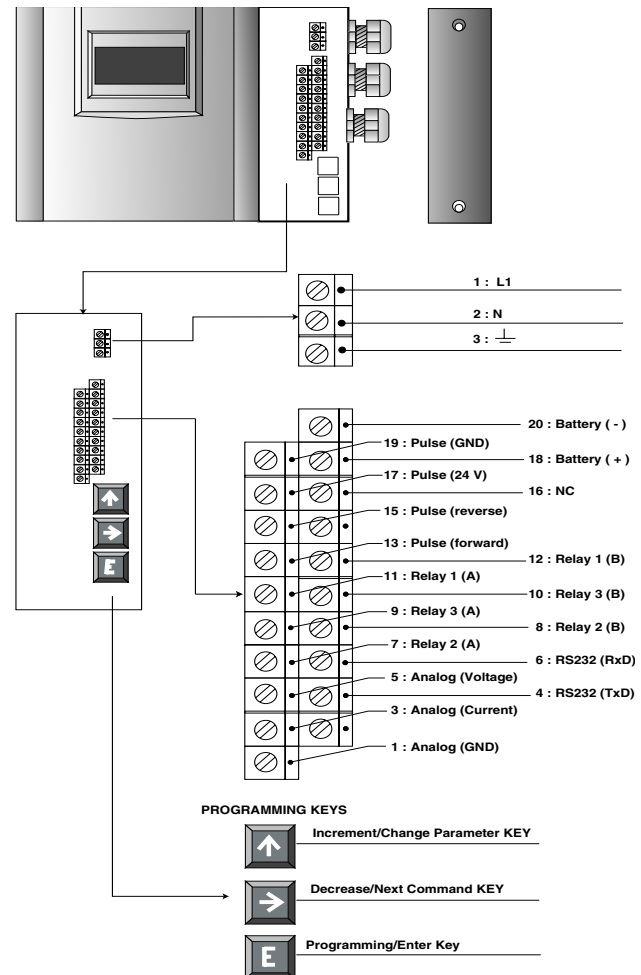 1 : L1
2 : N
3 :
20 : Battery ( - )
19 : Pulse (GND)
18 : Battery ( + )
17 : Pulse (24 V)
16 : NC
15 : Pulse (reverse)
13 : Pulse (forward)
12 : Relay 1 (B)
11 : Relay 1 (A)
10 : Relay 3 (B)
9 : Relay 3 (A)
8 : Relay 2 (B)
7 : Relay 2 (A)
6 : RS232 (RxD)
5 : Analog (Voltage)
4 : RS232 (TxD)
3 : Analog (Current)
1 : Analog (GND)
E
PROGRAMMING KEYS
Increment/Change Parameter KEY
Decrease/Next Command KEY
Programming/Enter Key
E